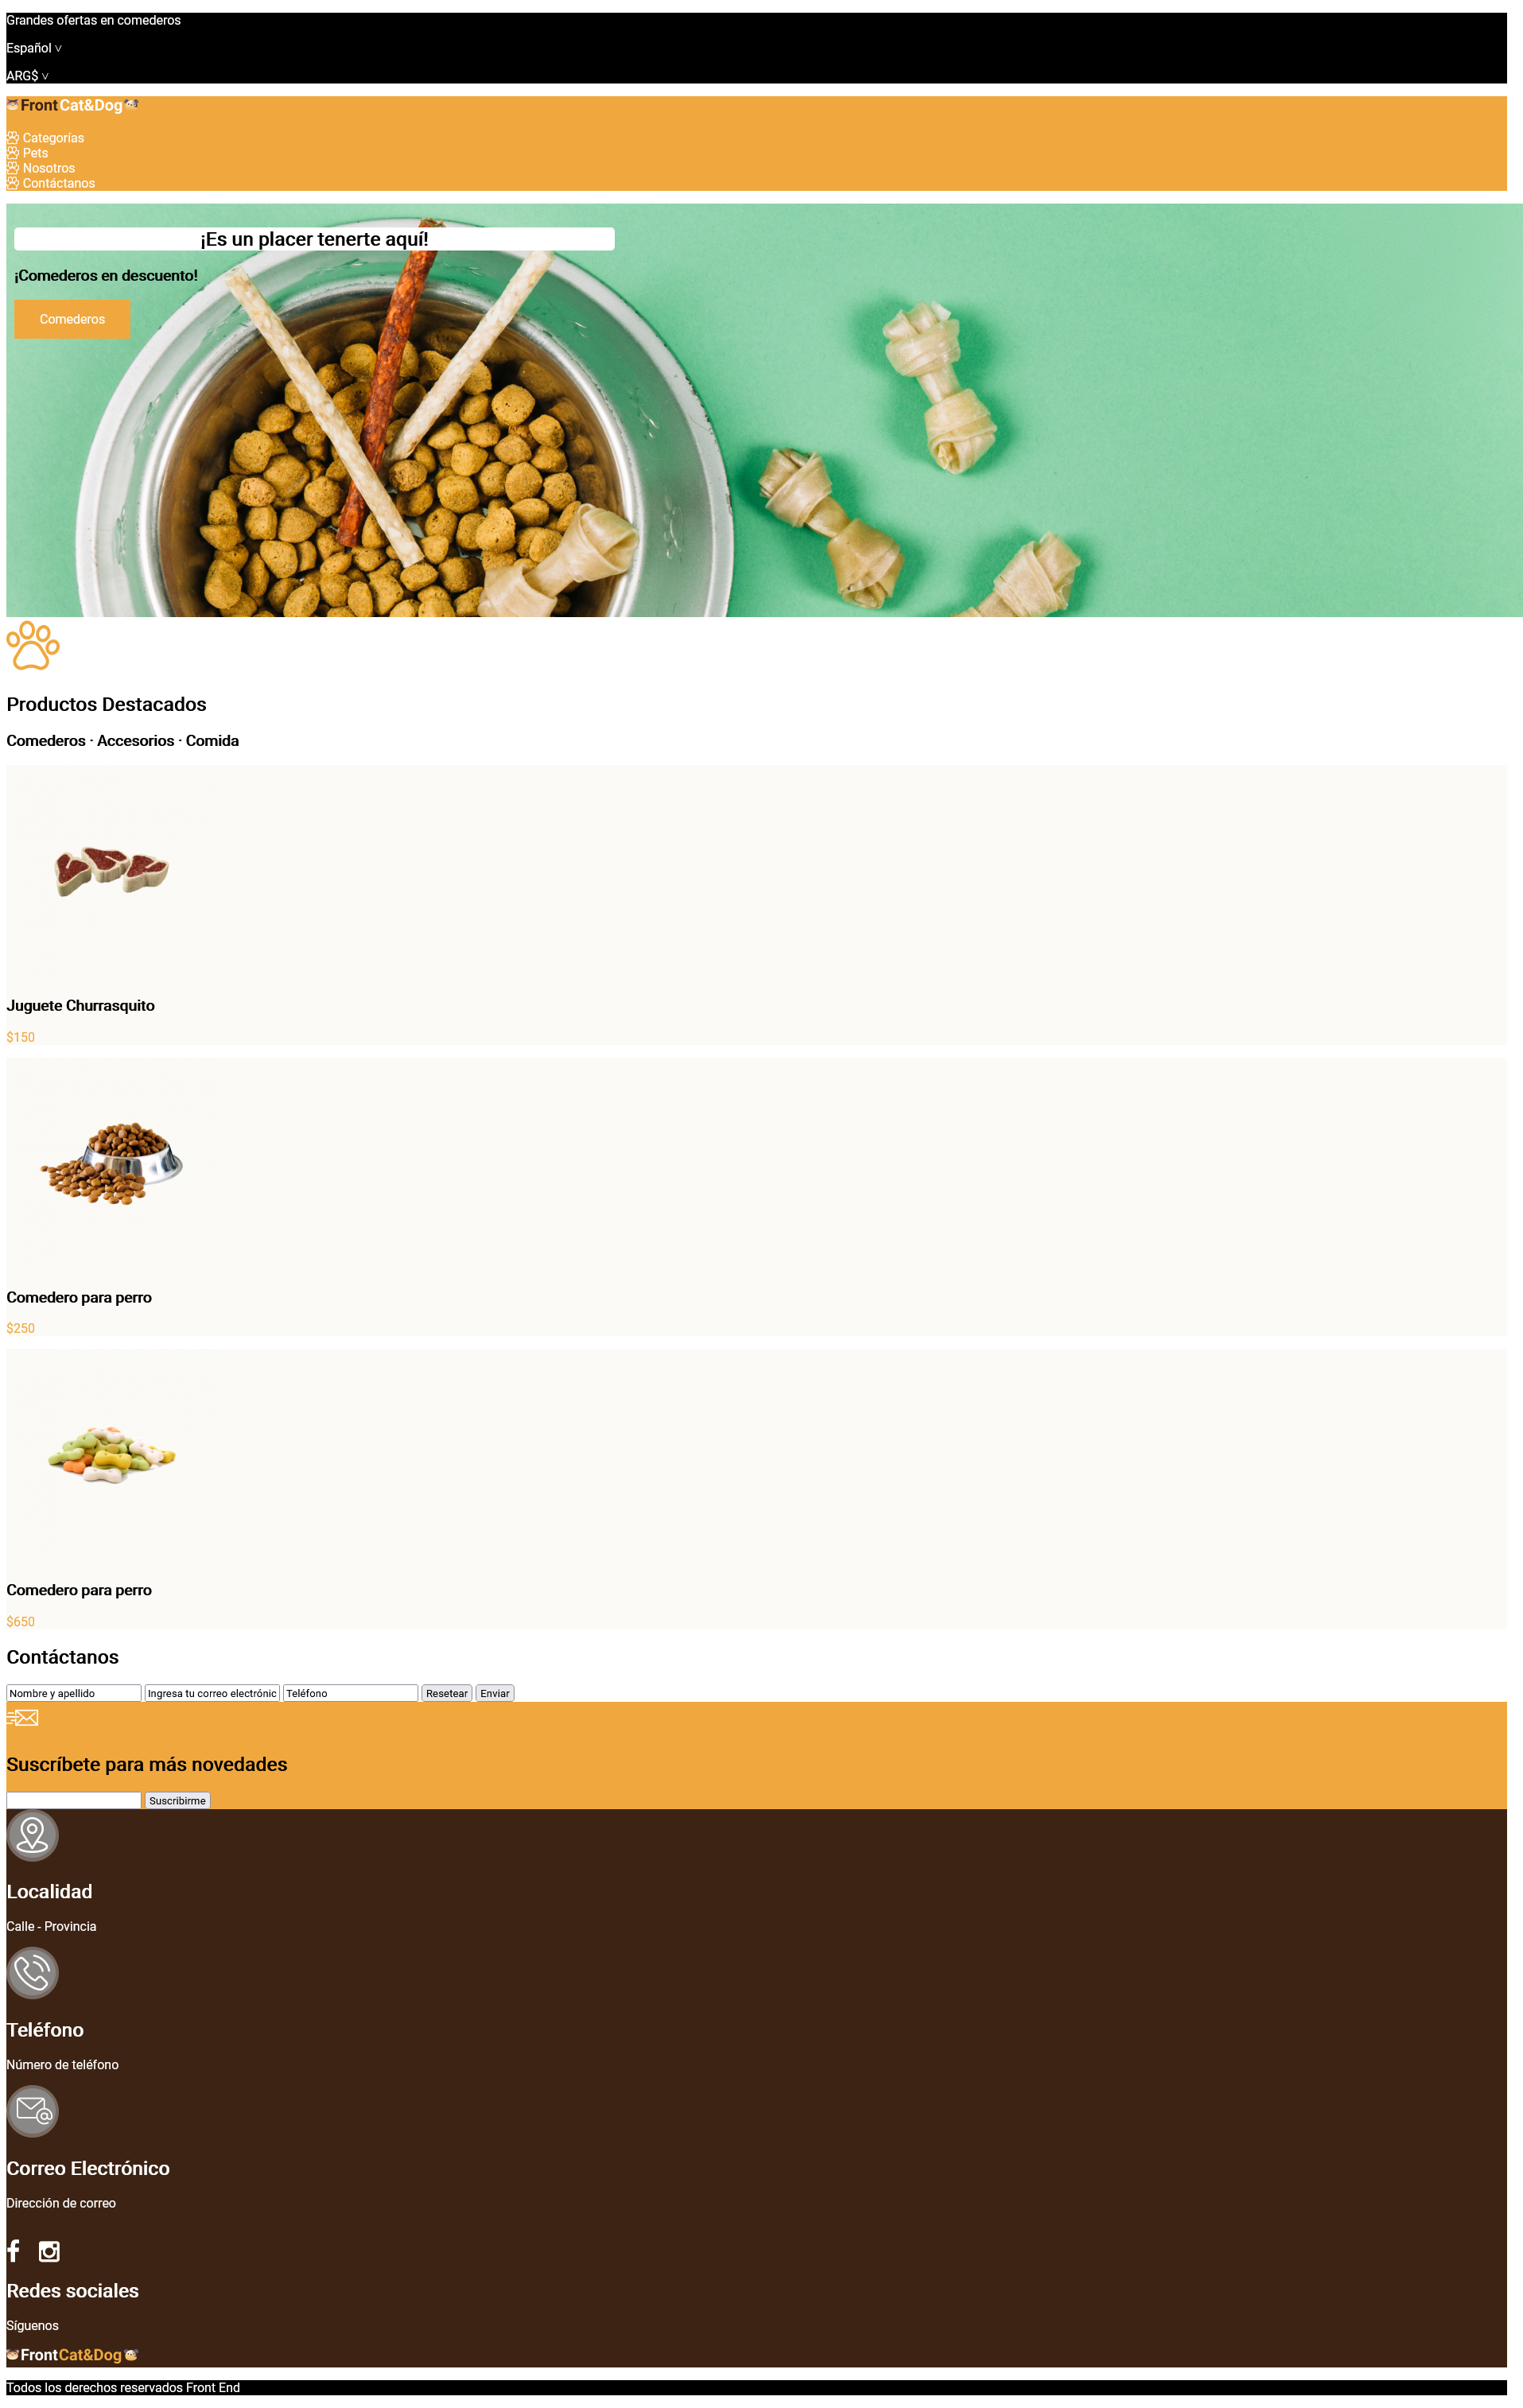 Grandes ofertas en comederos
Español ˅
ARG$ ˅
FrontCat&Dog
Categorías
Pets
Nosotros
Contáctanos
¡Es un placer tenerte aquí!
¡Comederos en descuento!
Comederos
Productos Destacados
Comederos · Accesorios · Comida
Juguete Churrasquito
$150
Comedero para perro
$250
Comedero para perro
$650
Contáctanos
Nombre y apellido Ingresa tu correo electrónic Teléfono Resetear Enviar
Suscríbete para más novedades
Suscribirme
Localidad
Calle - Provincia
Teléfono
Número de teléfono
Correo Electrónico
Dirección de correo
Redes sociales
Síguenos
FrontCat&Dog
Todos los derechos reservados Front End